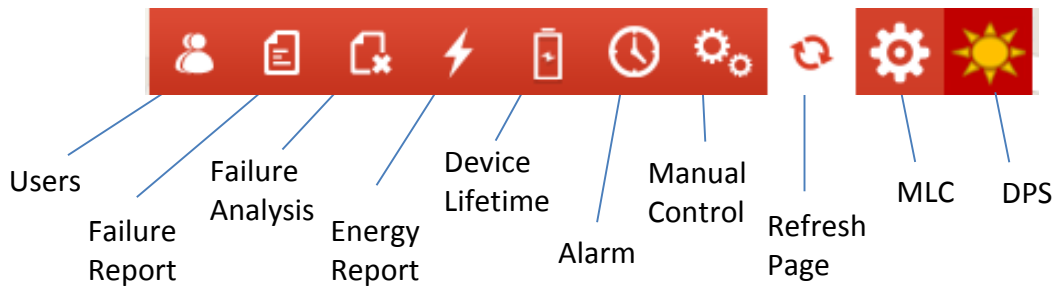 Users
Failure
Report
Failure
Analysis
Energy
Report
Device
Lifetime
Alarm
Manual
Control
Refresh
Page
MLC
DPS